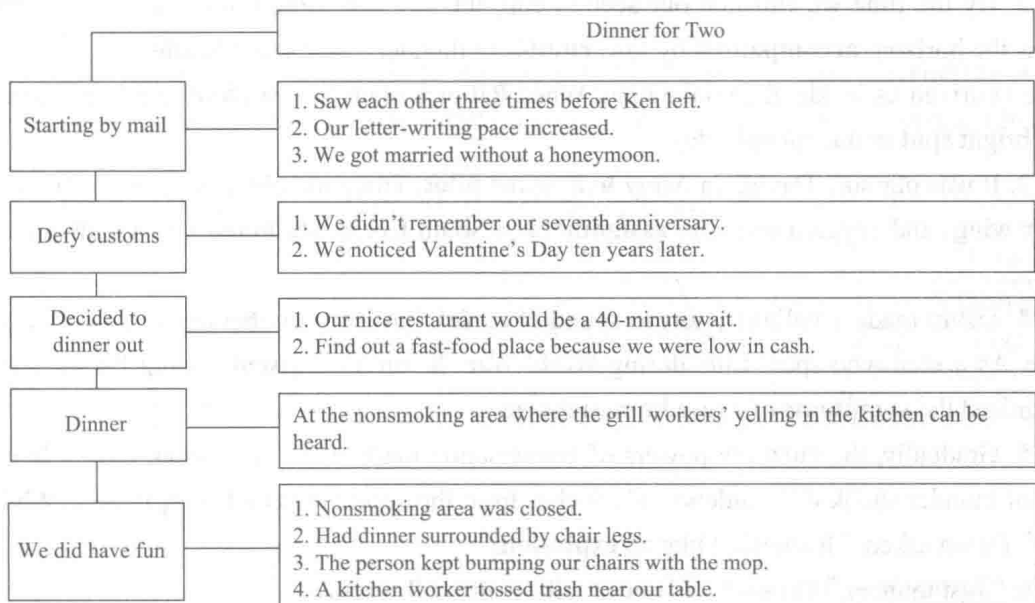 Dinner for Two
Starting by mail
1. Saw each other three times before Ken left.
2. Our letter-writing pace increased.
3. We got married without a honeymoon.
Defy customs
1. We didn't remember our seventh anniversary.
2. We noticed Valentine's Day ten years later.
Decided to
dinner out
1. Our nice restaurant would be a 40-minute wait.
2. Find out a fast-food place because we were low in cash.
Dinner
At the nonsmoking area where the grill workers' yelling in the kitchen can be
heard.
We did have fun
1. Nonsmoking area was closed.
2. Had dinner surrounded by chair legs.
3. The person kept bumping our chairs with the mop.
4. A kitchen worker tossed trash near our table.